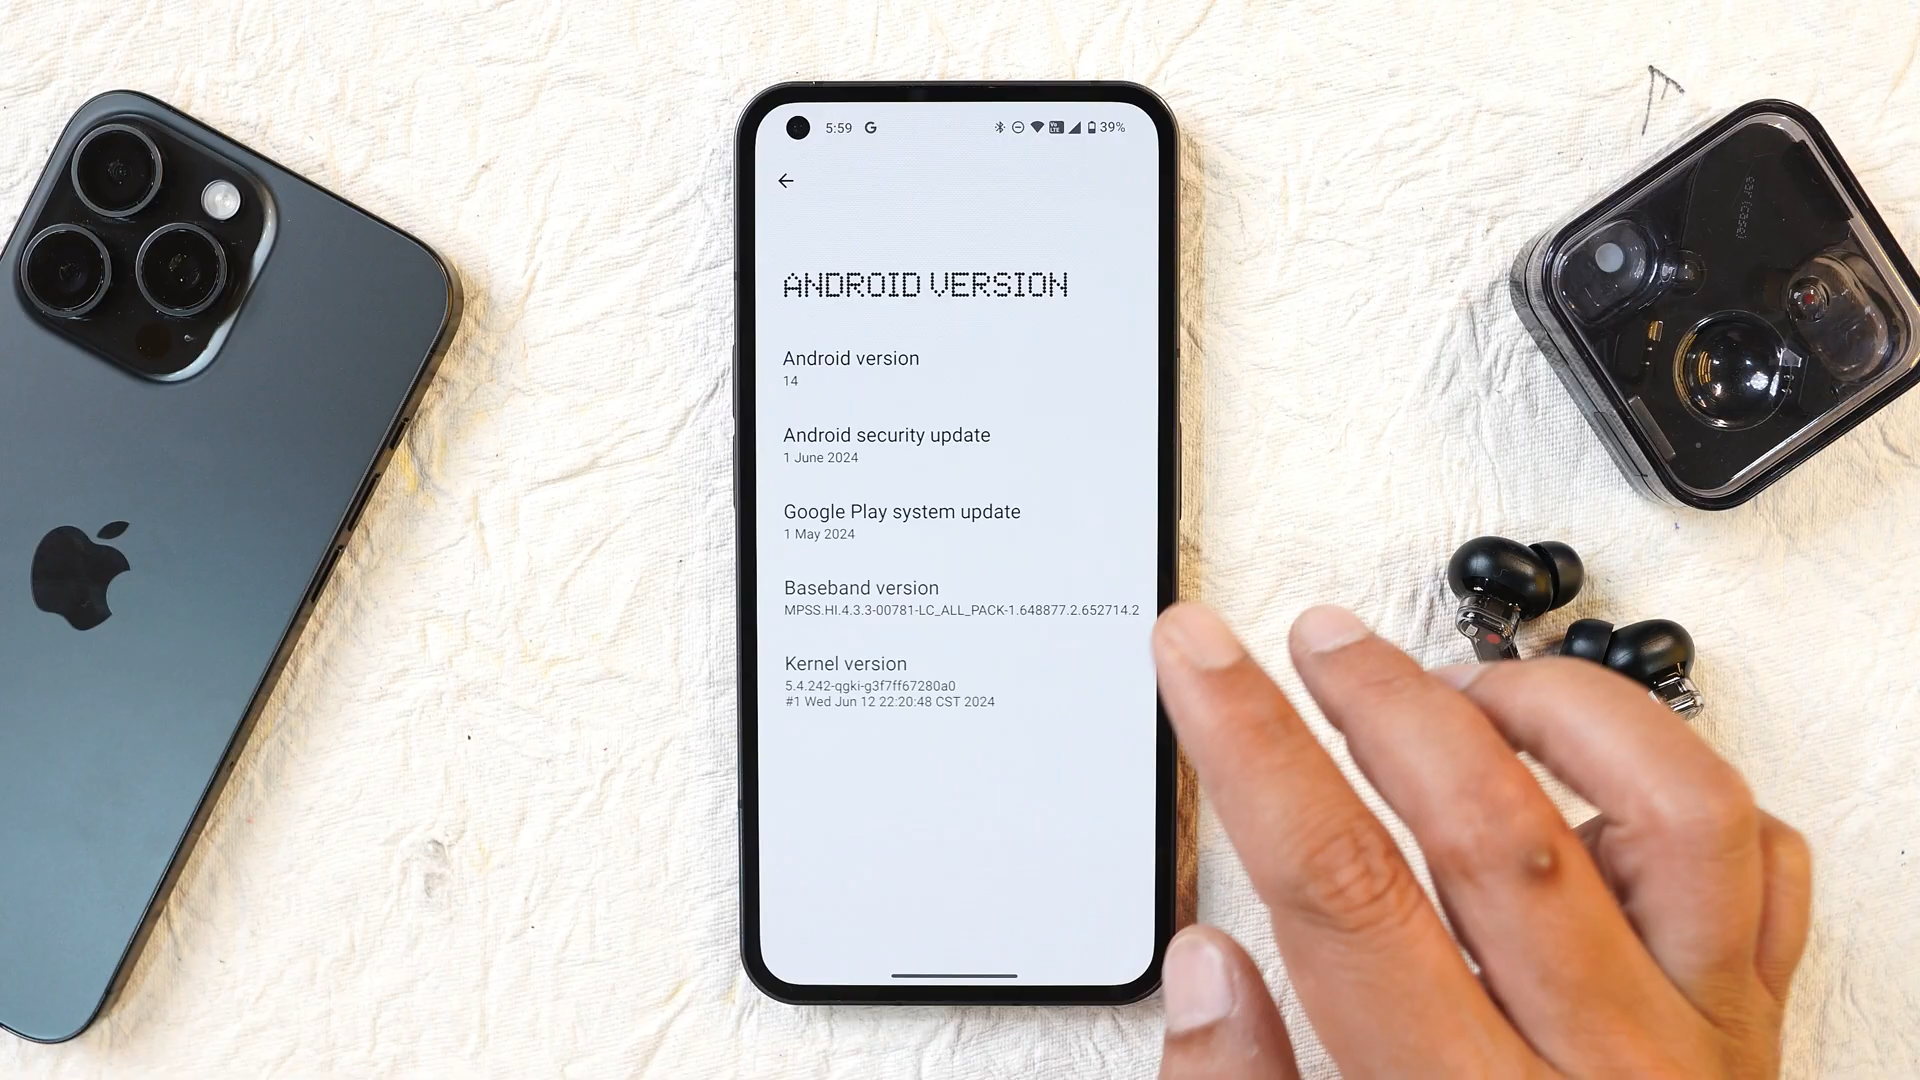 5:59 G 39%
ANDROID VERSION
Android version
14
Android security update
1 June 2024
Google Play system update
1 May 2024
Baseband version
MPSS.HI.4.3.3-00781-LC_ALL_PACK-1.648877.2.652714.2
Kernel version
5.4.242-qgki-g3f7ff67280a0
#1 Wed Jun 12 22:20:48 CST 2024